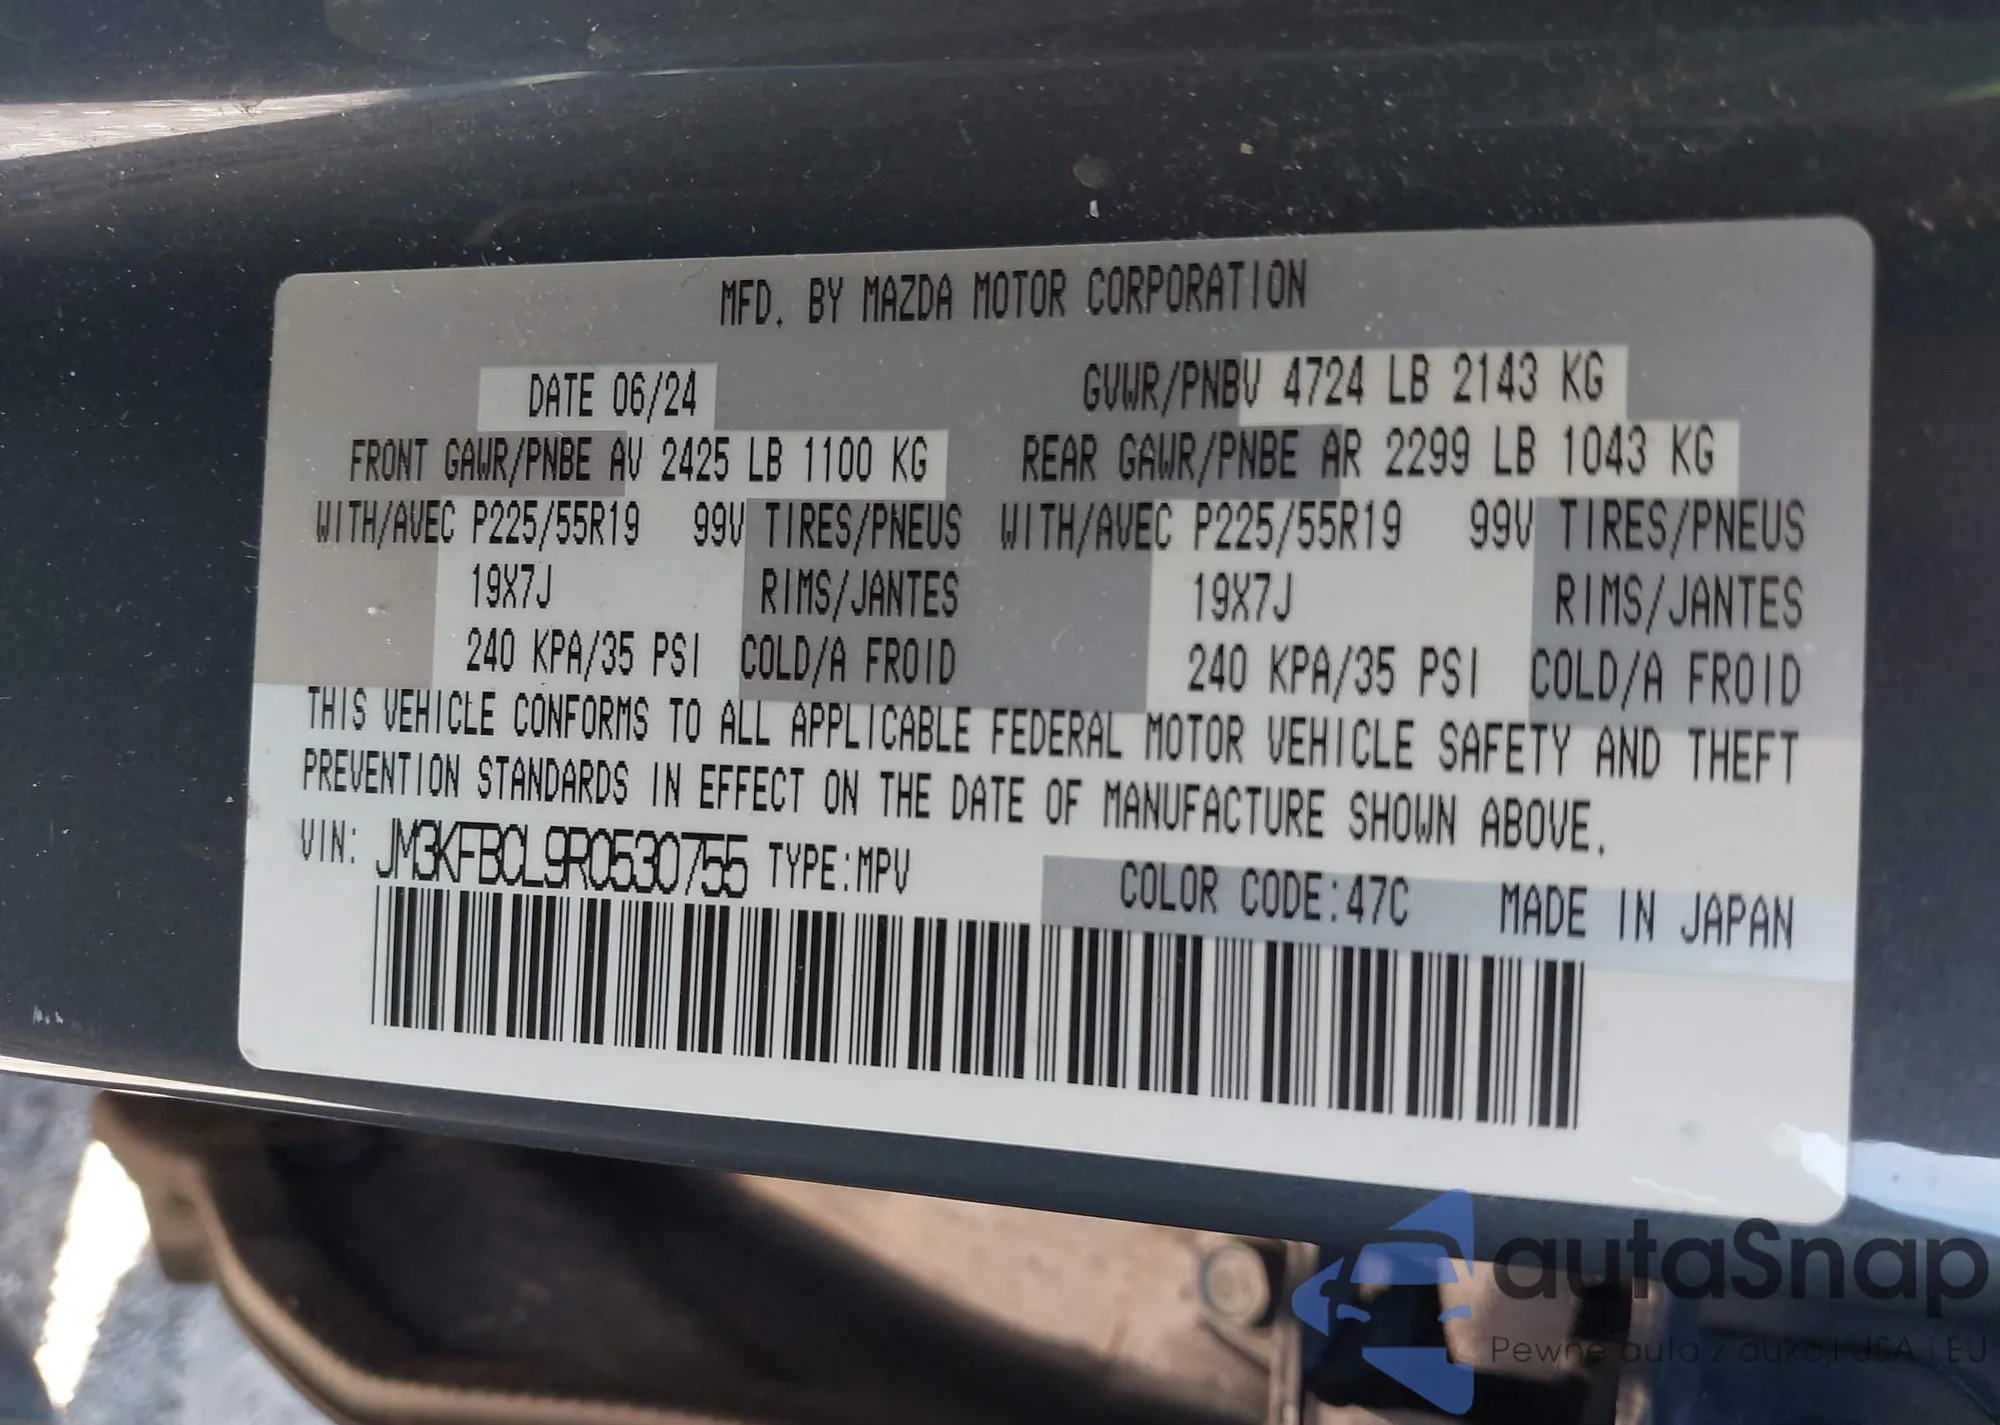 MFD. BY MAZDA MOTOR CORPORATION
DATE 06/24 GVWR/PNBV 4724 LB 2143 KG
FRONT GAWR/PNBE AV 2425 LB 1100 KG REAR GAWR/PNBE AR 2299 LB 1043 KG
WITH/AVEC P225/55R19 99V TIRES/PNEUS WITH/AVEC P225/55R19 99V TIRES/PNEUS
19X7J RIMS/JANTES 19X7J RIMS/JANTES
240 KPA/35 PSI COLD/A FROID 240 KPA/35 PSI COLD/A FROID
THIS VEHICLE CONFORMS TO ALL APPLICABLE FEDERAL MOTOR VEHICLE SAFETY AND THEFT
PREVENTION STANDARDS IN EFFECT ON THE DATE OF MANUFACTURE SHOWN ABOVE.
VIN: JM3KFBCL9R0530755 TYPE:MPV COLOR CODE:47C MADE IN JAPAN
autaSnap
Pewne auta z aukcji USA i EU